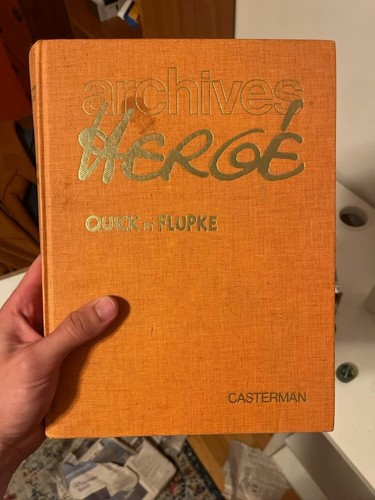 archives
HERGÉ
QUICK ET FLUPKE
CASTERMAN